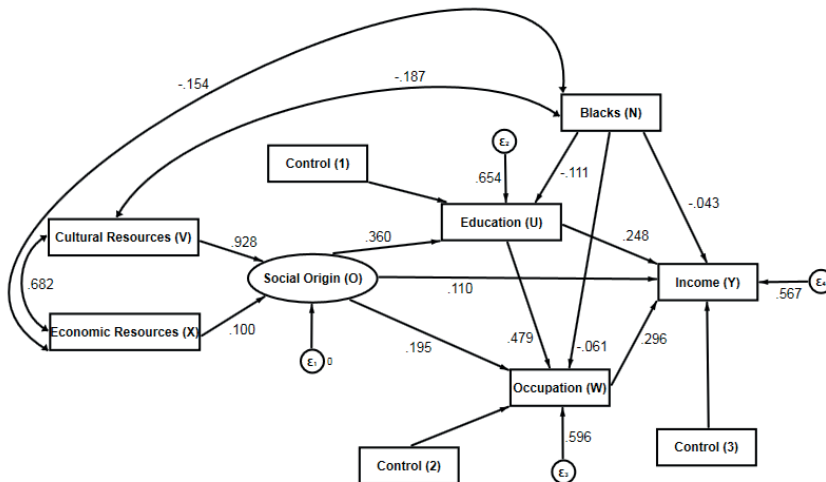 -.154
-.187
Blacks (N)
ε₂
Control (1)
.654
-.111
-.043
Education (U)
Cultural Resources (V)
.928
.360
.248
Social Origin (O)
Income (Y)
ε₄
.682
.110
.567
Economic Resources (X)
.100
ε₁ 0
.195
.479
-.061
.296
Occupation (W)
Control (2)
.596
Control (3)
ε₃